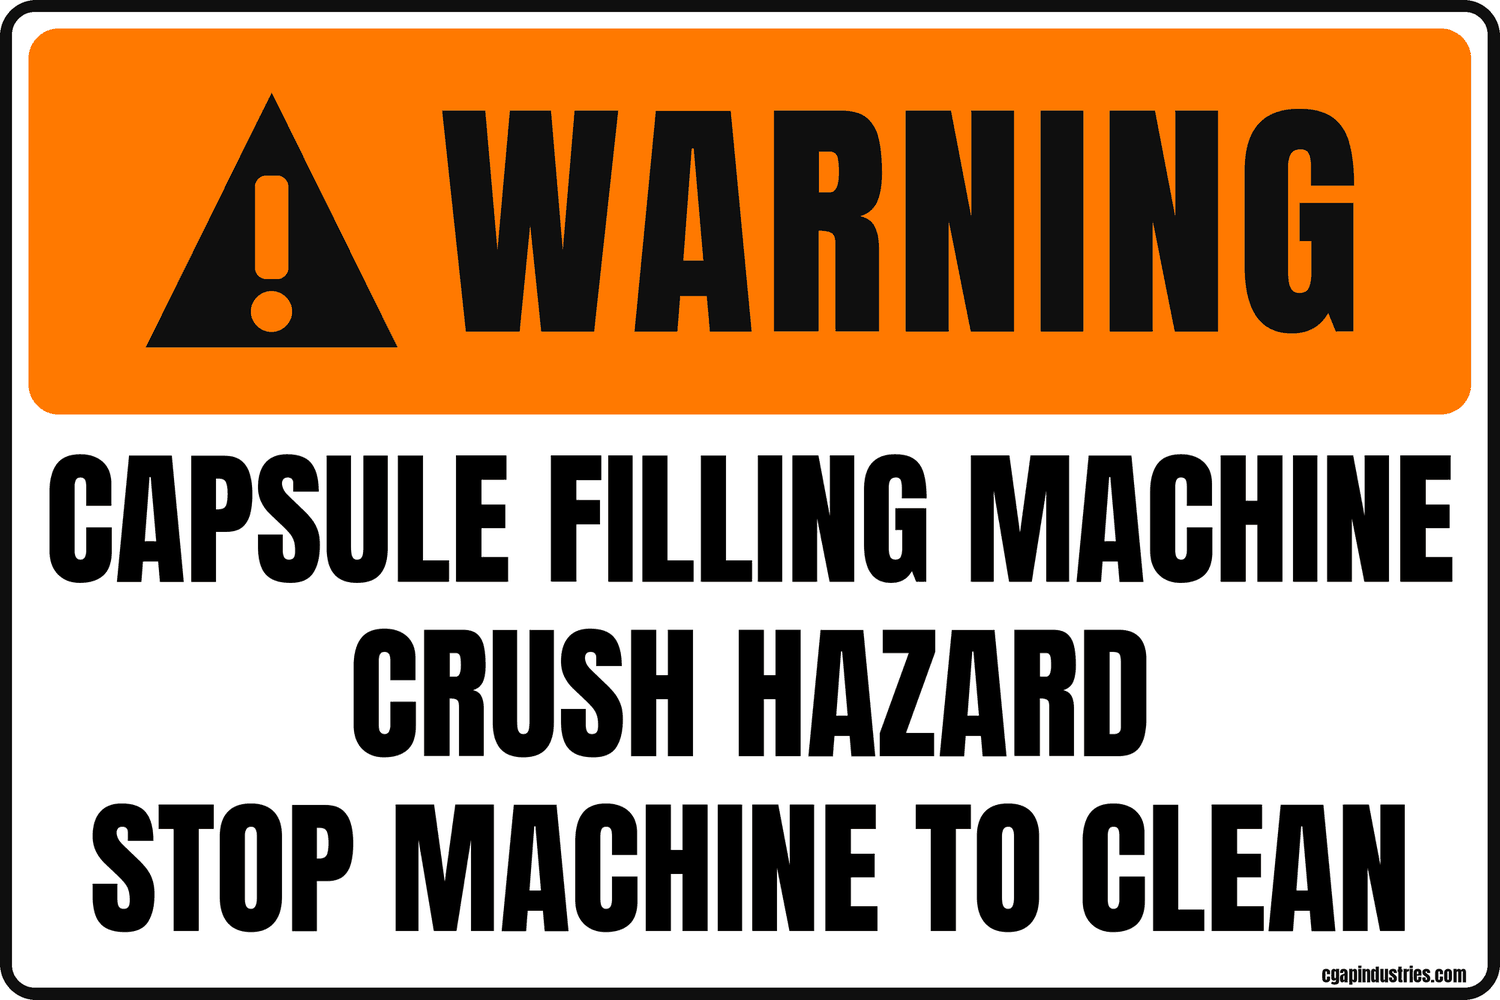 WARNING
CAPSULE FILLING MACHINE
CRUSH HAZARD
STOP MACHINE TO CLEAN
cgapindustries.com